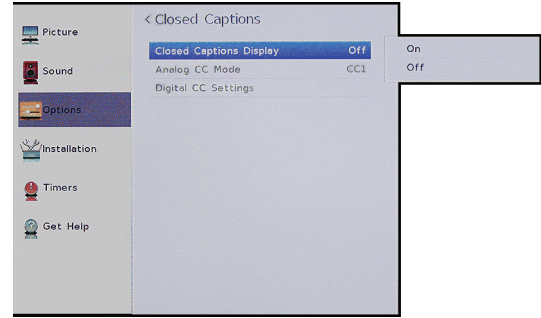 Picture
Sound
Options
Installation
Timers
Get Help
< Closed Captions
Closed Captions Display Off
Analog CC Mode CC1
Digital CC Settings
On
Off